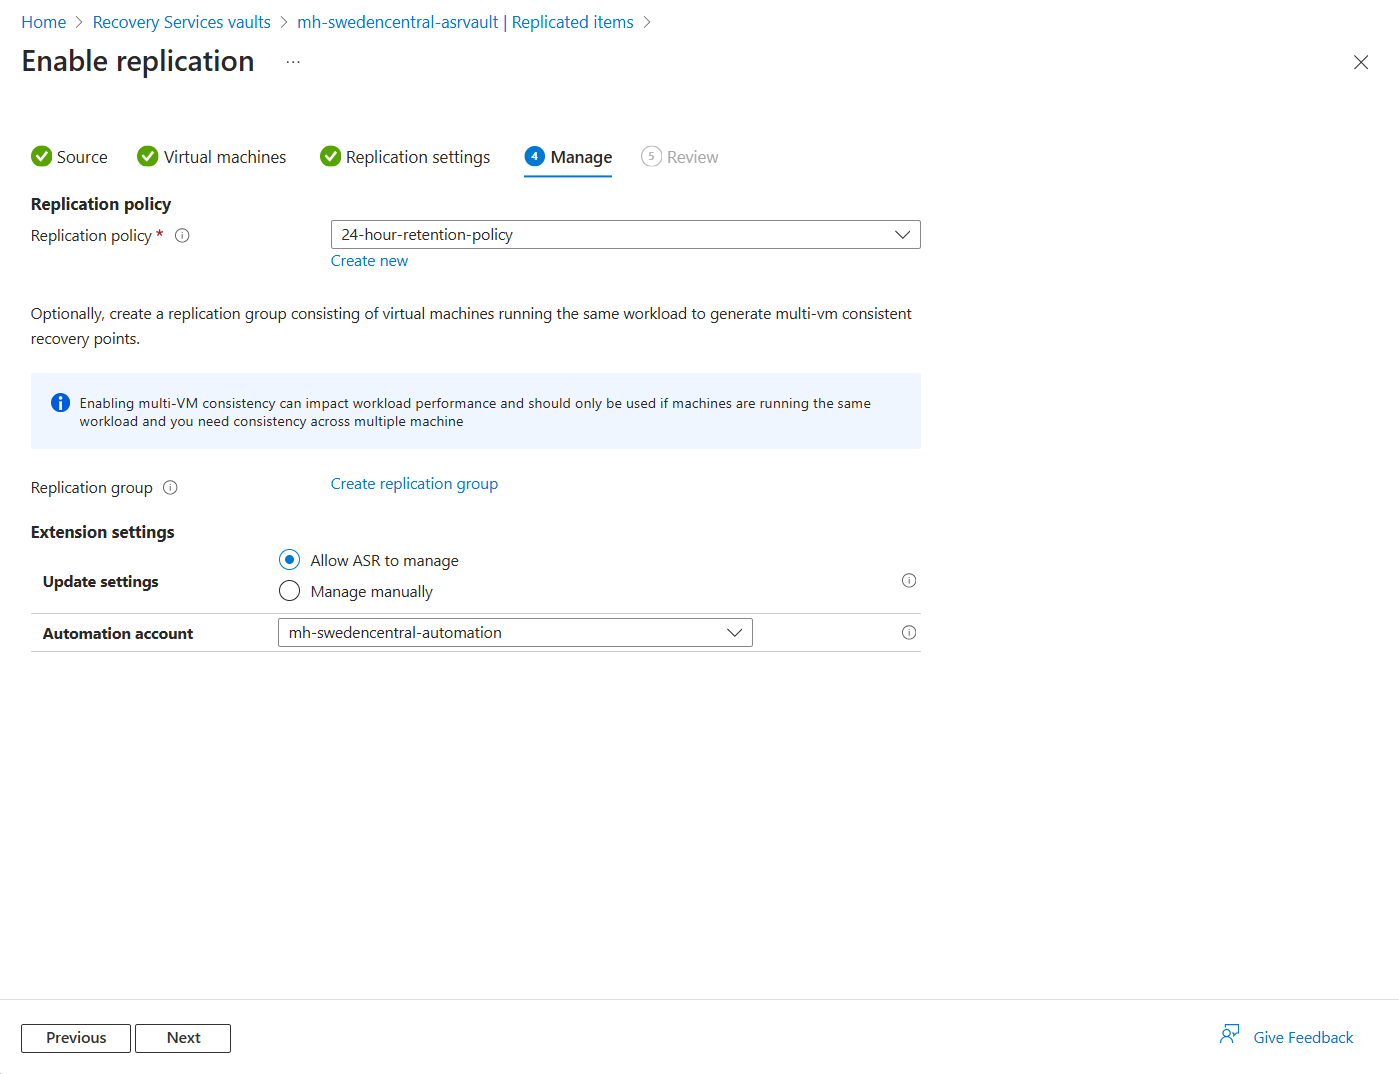 Home > Recovery Services vaults > mh-swedencentral-asrvault | Replicated items >
Enable replication ...
Source Virtual machines Replication settings 4 Manage 5 Review
Replication policy
Replication policy * 24-hour-retention-policy
Create new
Optionally, create a replication group consisting of virtual machines running the same workload to generate multi-vm consistent
recovery points.
Enabling multi-VM consistency can impact workload performance and should only be used if machines are running the same
workload and you need consistency across multiple machine
Replication group Create replication group
Extension settings
Allow ASR to manage
Update settings
Manage manually
Automation account mh-swedencentral-automation
Previous Next Give Feedback